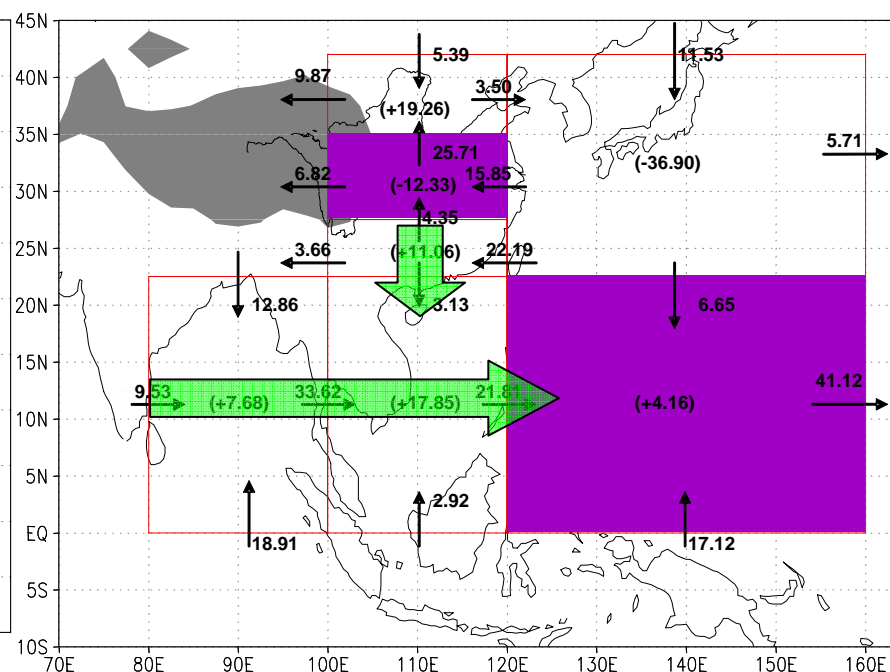 45N
5.39
11.53
40N
9.87
3.50
(+19.26)
35N
5.71
25.71
(-36.90)
6.82
(-12.33)
15.85
30N
4.35
25N
3.66
(+11.06)
22.19
20N
12.86
3.13
6.65
15N
9.53
33.62
21.81
41.12
(+7.68)
(+17.85)
(+4.16)
10N
5N
2.92
EQ
18.91
17.12
5S
10S
70E 80E 90E 100E 110E 120E 130E 140E 150E 160E